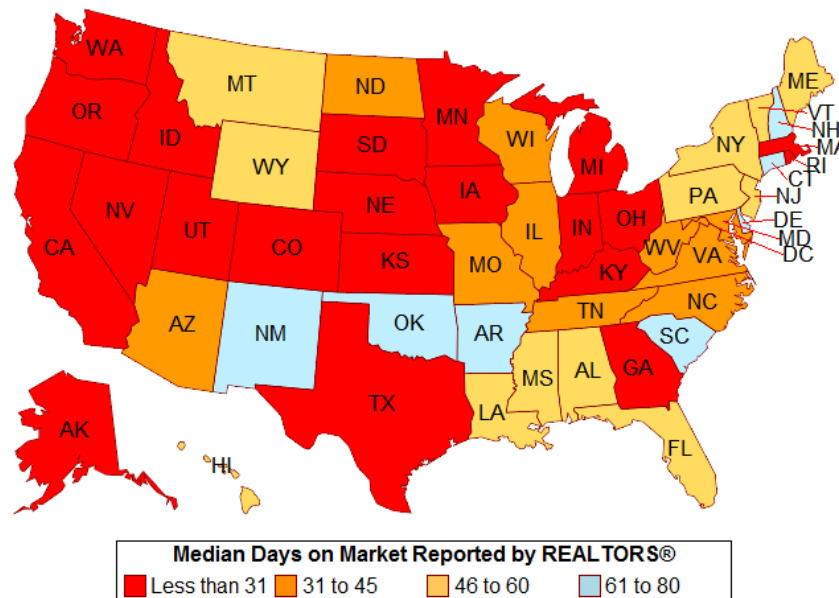 WA
MT
ND
MN
ME
VT
NH
MA
RI
CT
NJ
DE
MD
DC
OR
ID
SD
WI
NY
WY
MI
IA
PA
NV
NE
OH
IN
IL
UT
CO
WV
VA
CA
KS
MO
KY
NC
TN
AZ
NM
OK
AR
SC
MS
AL
GA
TX
LA
AK
HI
FL
Median Days on Market Reported by REALTORS®
Less than 31 31 to 45 46 to 60 61 to 80